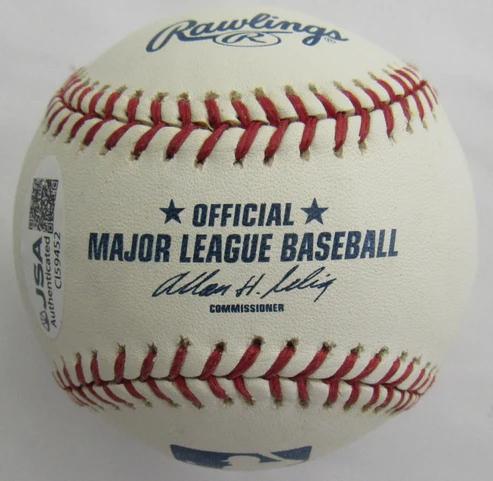 Rawlings
R
OFFICIAL
MAJOR LEAGUE BASEBALL
Allan H. Selig
COMMISSIONER
JSA
Authenticated
CI59452